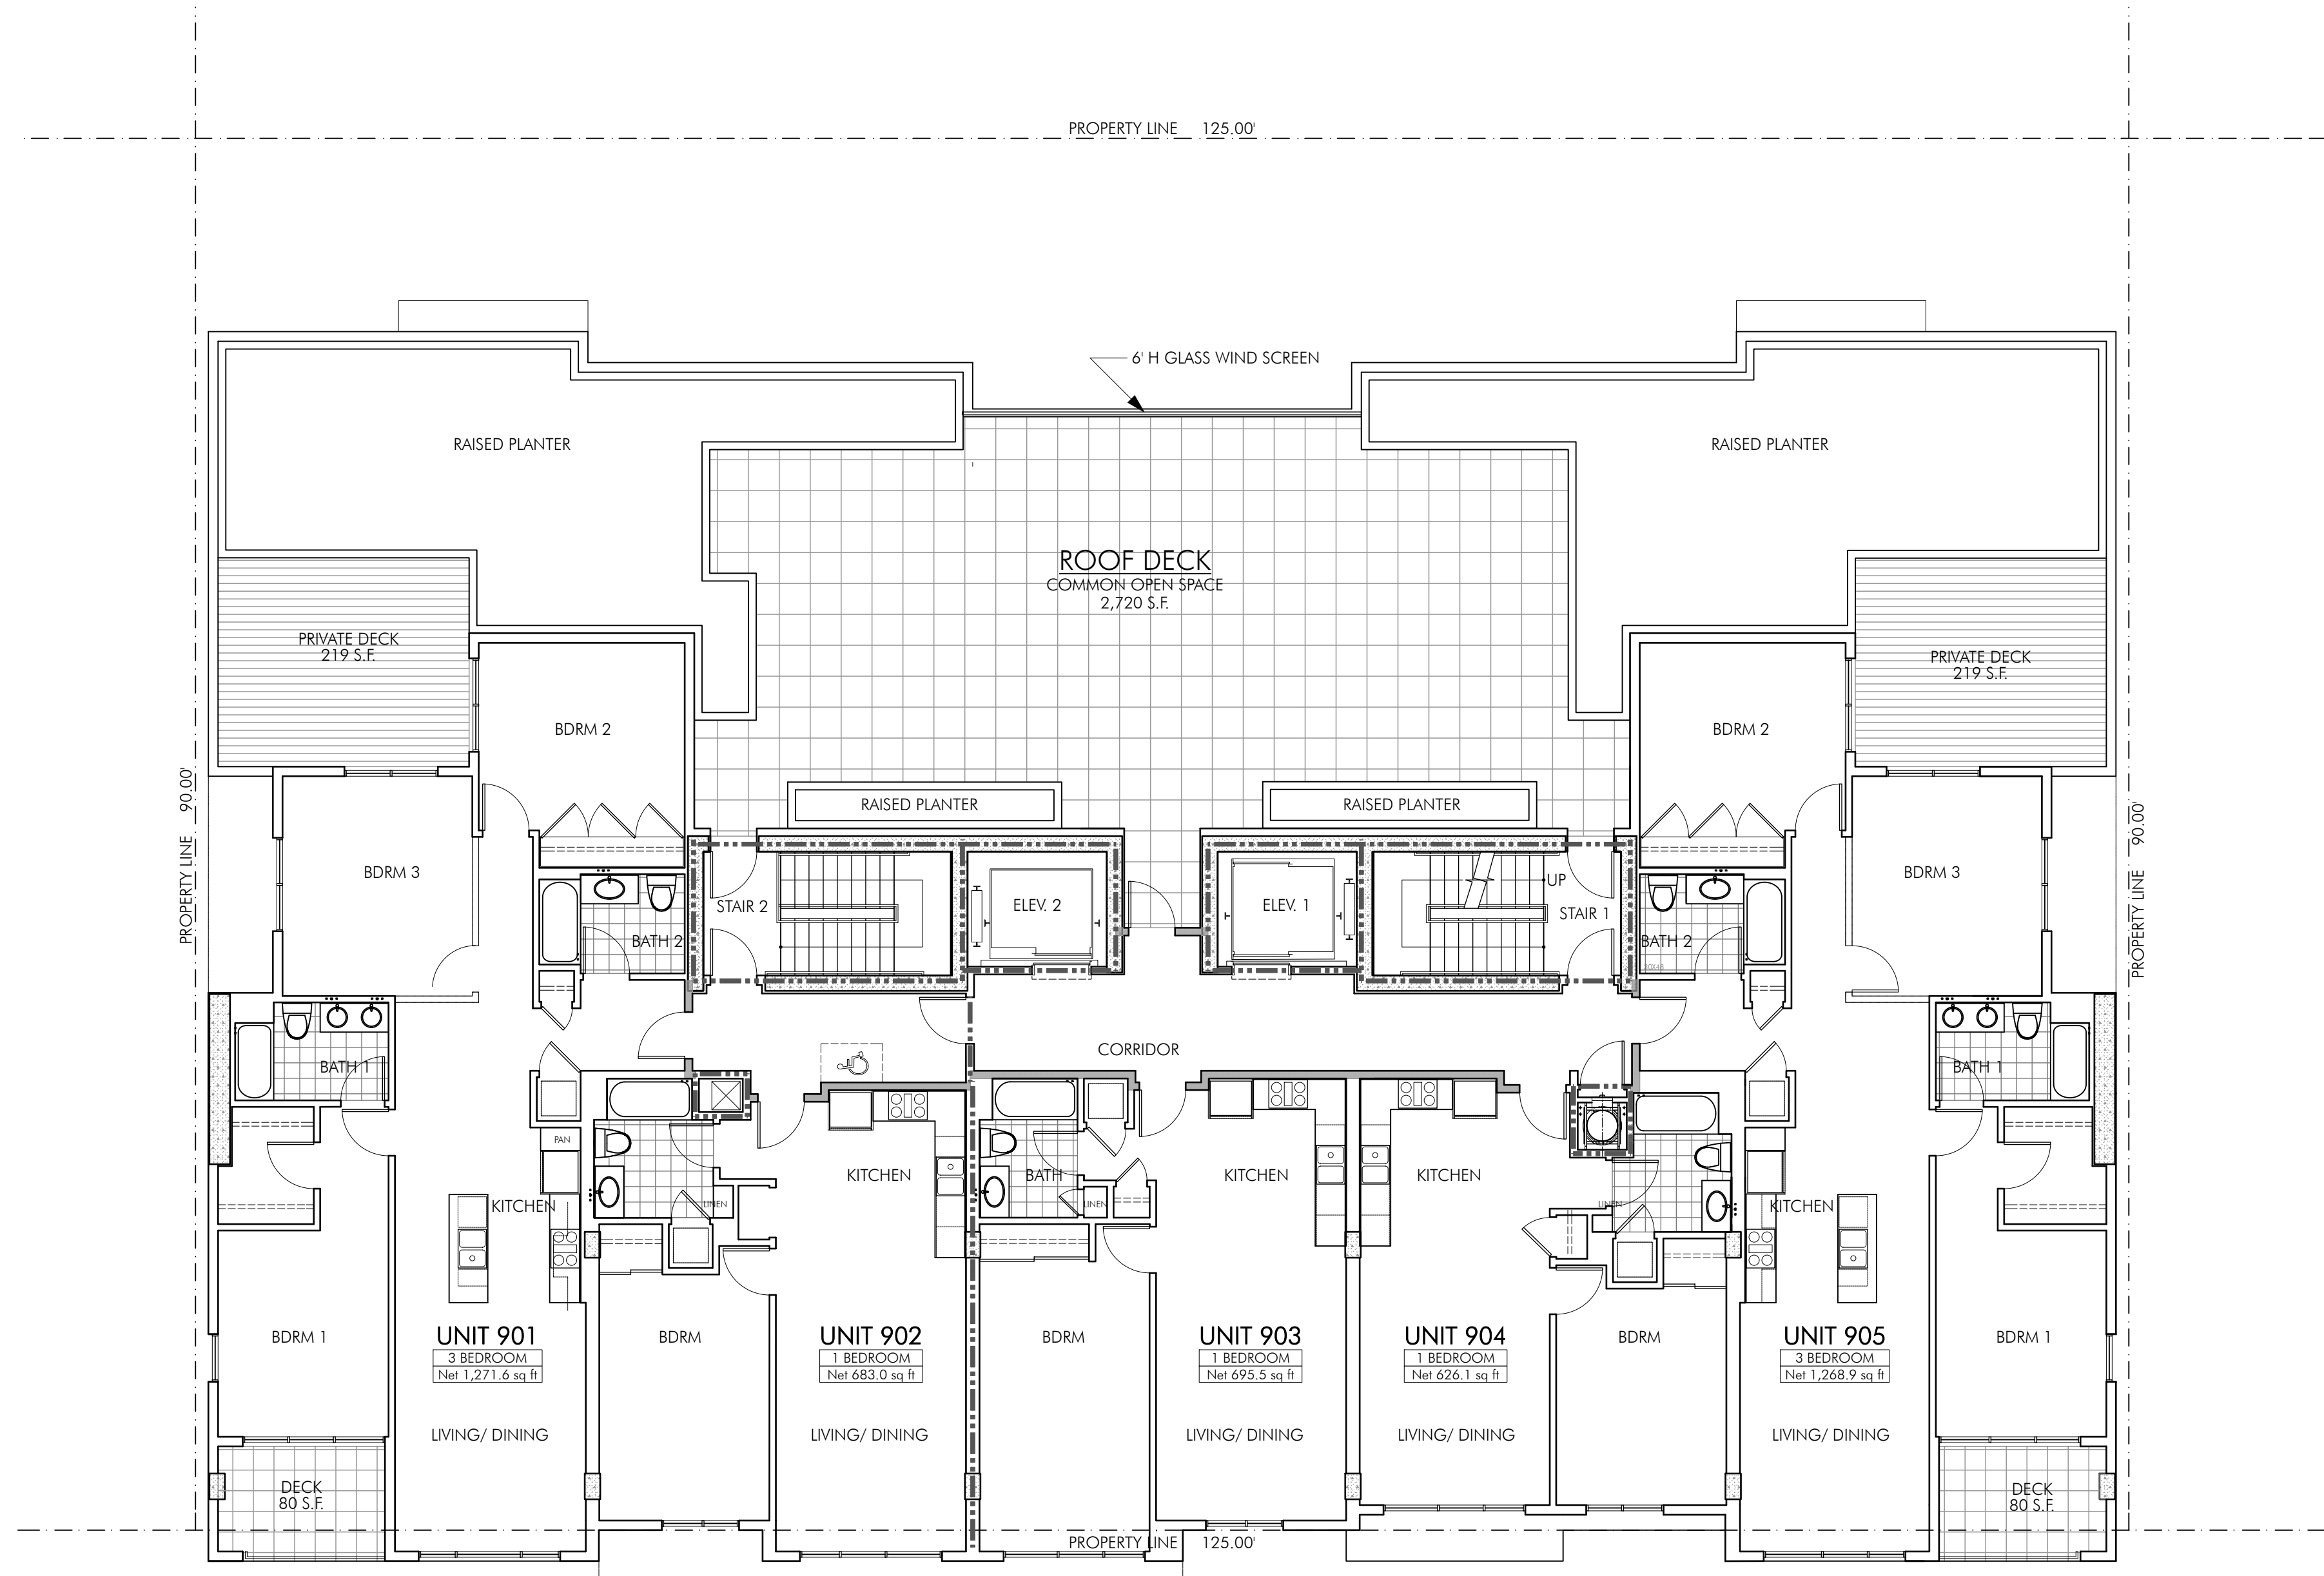 PROPERTY LINE 125.00'
6' H GLASS WIND SCREEN
RAISED PLANTER
RAISED PLANTER
ROOF DECK
COMMON OPEN SPACE
2,720 S.F.
PRIVATE DECK
219 S.F.
PRIVATE DECK
219 S.F.
BDRM 2
BDRM 2
RAISED PLANTER
RAISED PLANTER
PROPERTY LINE 90.00'
PROPERTY LINE 90.00'
BDRM 3
BDRM 3
STAIR 2
ELEV. 2
ELEV. 1
UP
STAIR 1
BATH 2
BATH 2
CORRIDOR
BATH 1
BATH 1
PAN
KITCHEN
BATH
KITCHEN
KITCHEN
LINEN
LINEN
LINEN
KITCHEN
KITCHEN
BDRM 1
UNIT 901
3 BEDROOM
Net 1,271.6 sq ft
BDRM
UNIT 902
1 BEDROOM
Net 683.0 sq ft
BDRM
UNIT 903
1 BEDROOM
Net 695.5 sq ft
UNIT 904
1 BEDROOM
Net 626.1 sq ft
BDRM
UNIT 905
3 BEDROOM
Net 1,268.9 sq ft
BDRM 1
LIVING/ DINING
LIVING/ DINING
LIVING/ DINING
LIVING/ DINING
LIVING/ DINING
DECK
80 S.F.
DECK
80 S.F.
PROPERTY LINE 125.00'